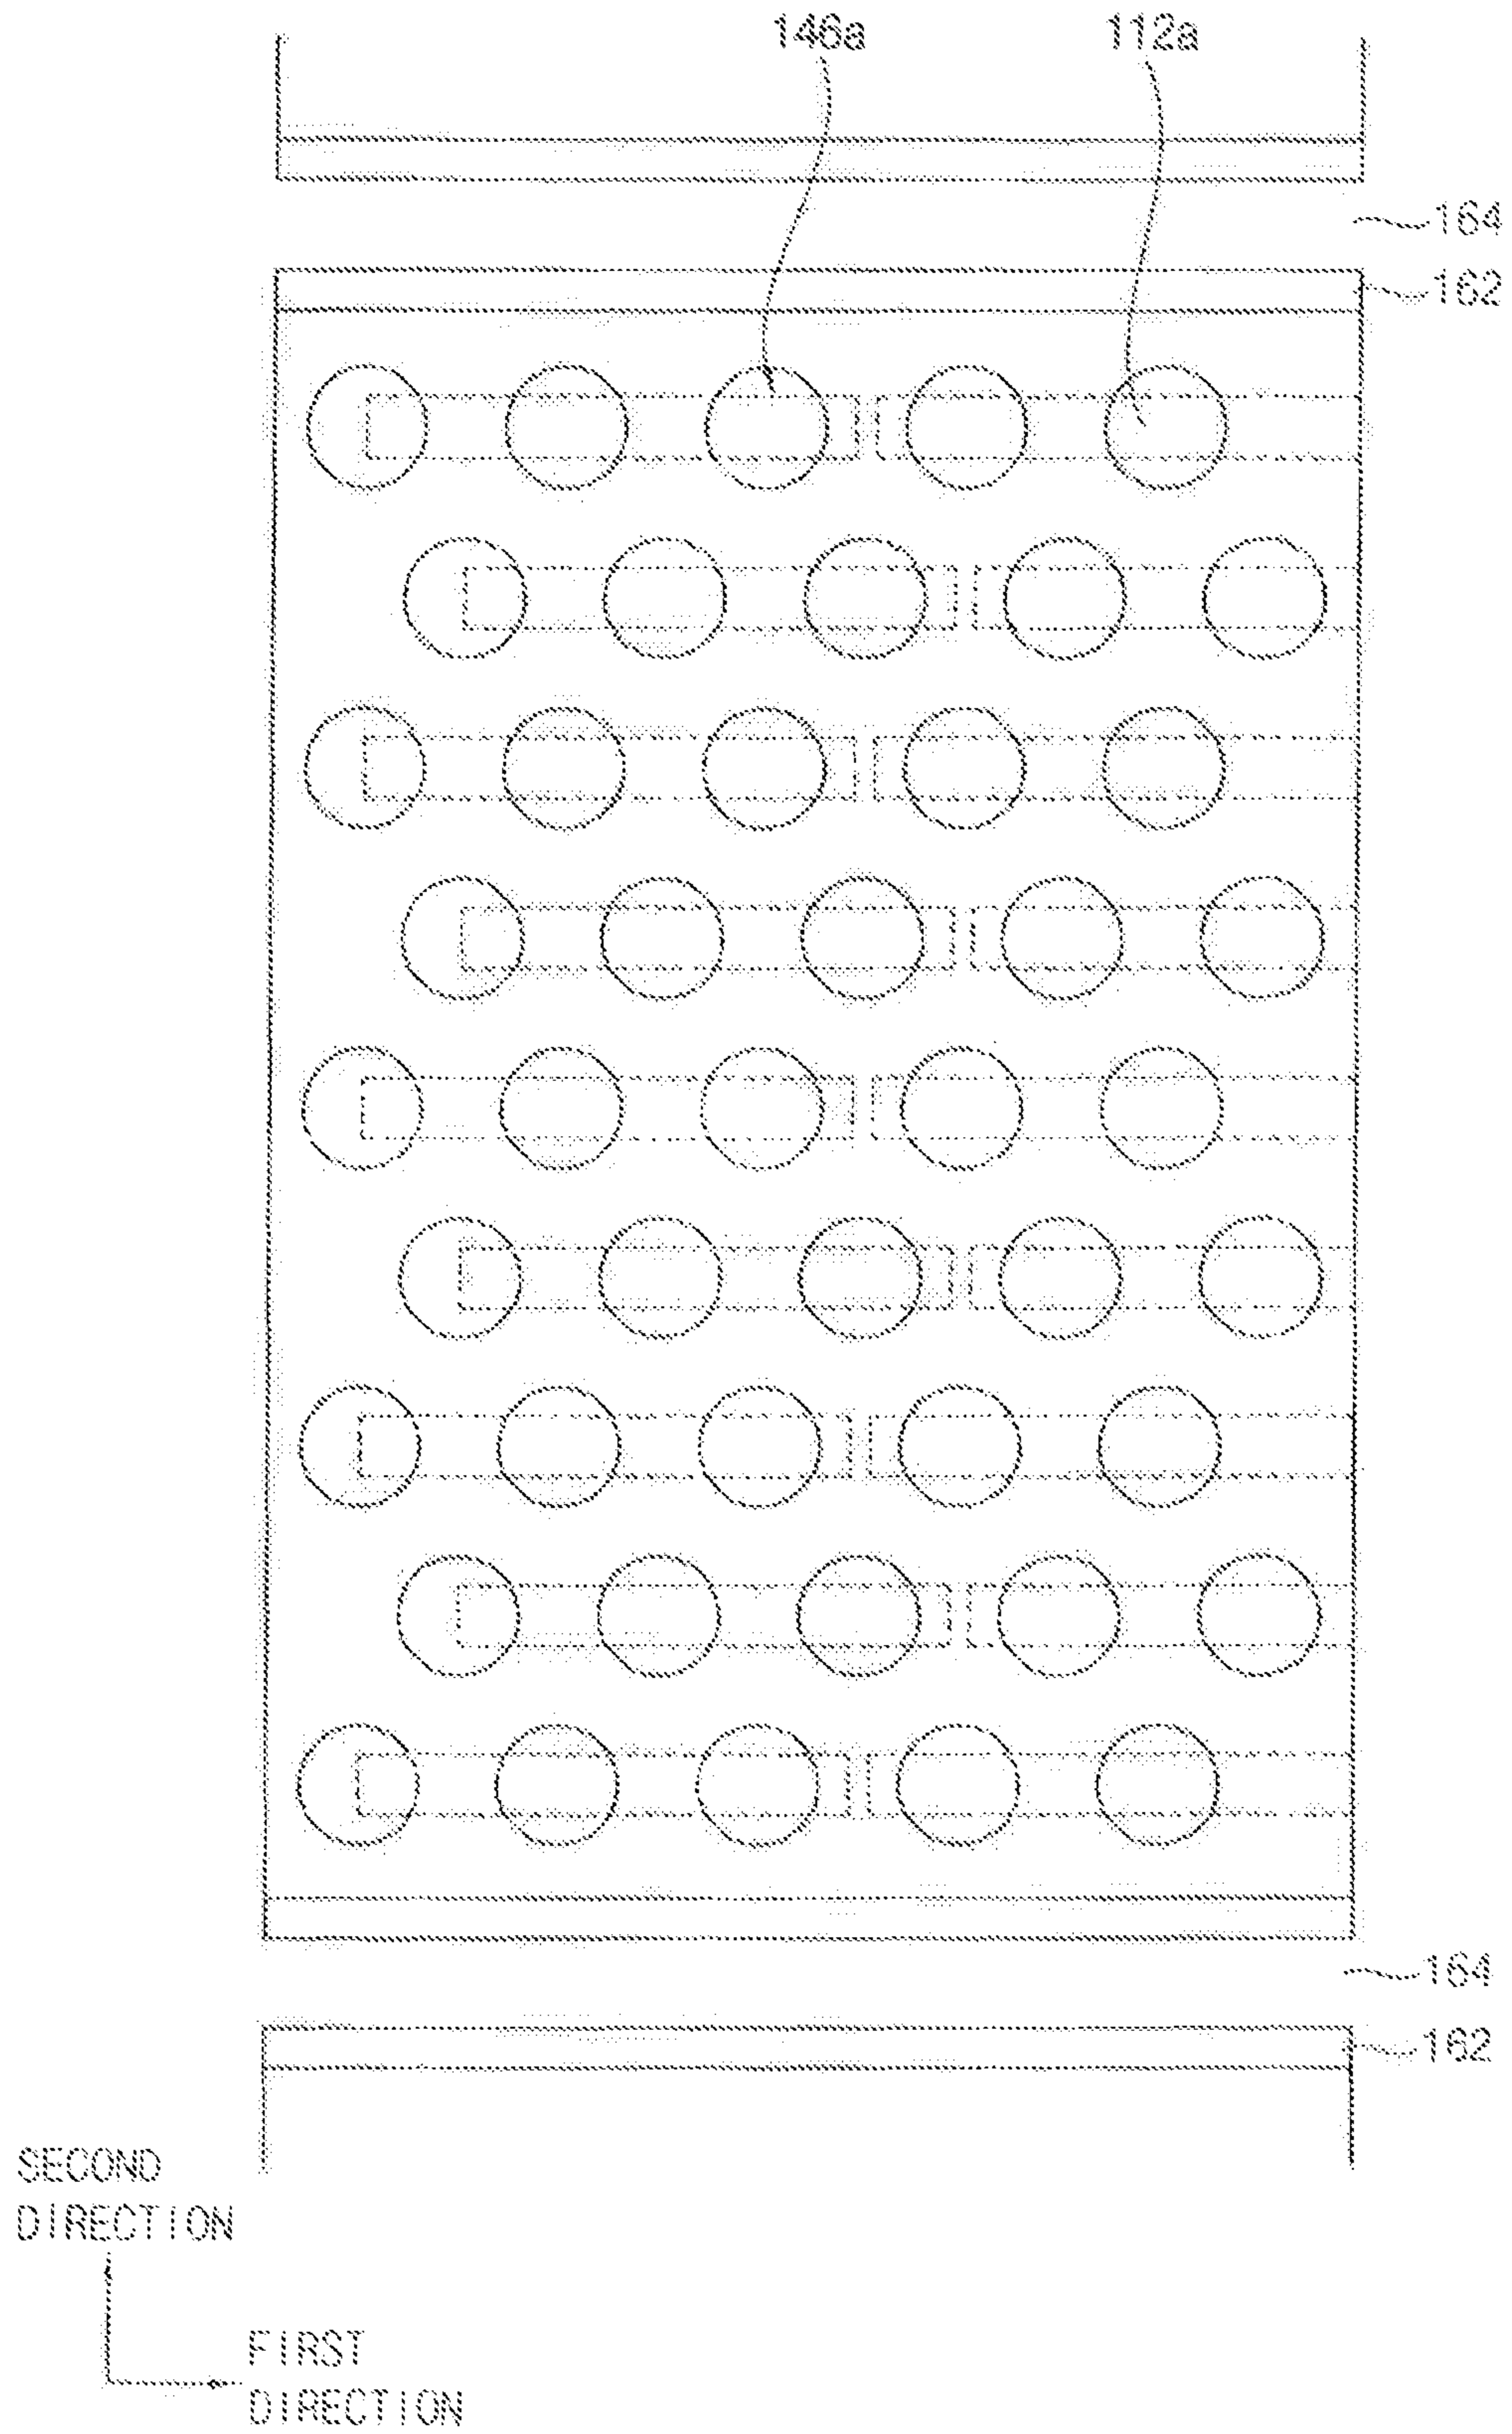 146a 112a
164
162
164
162
SECOND
DIRECTION
FIRST
DIRECTION